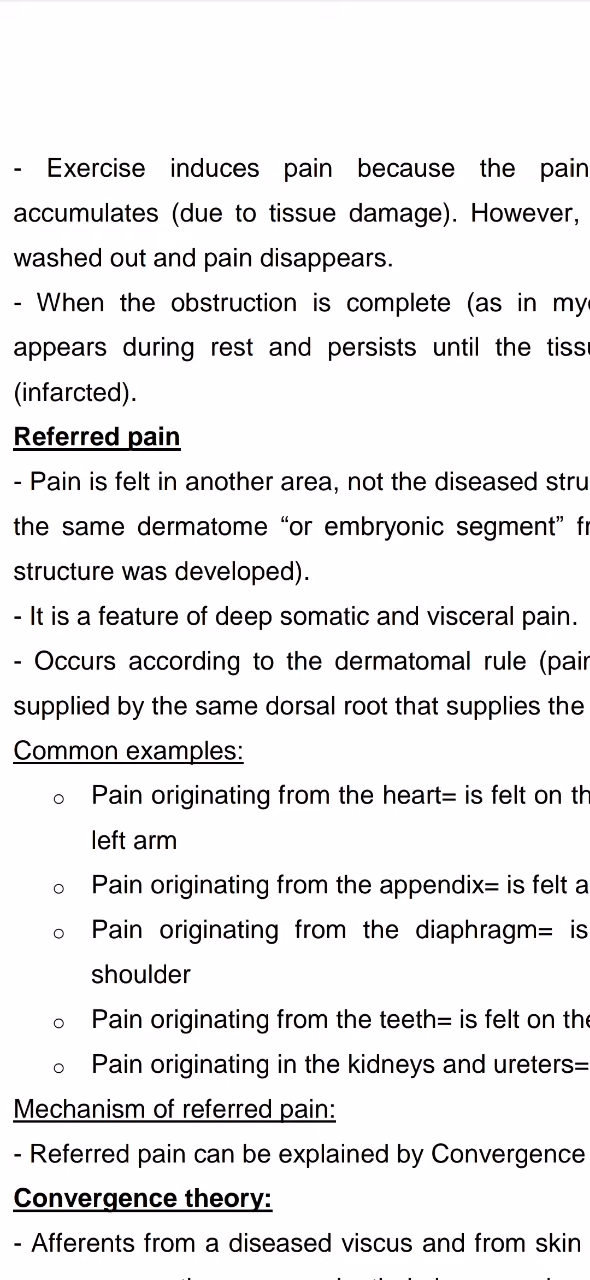 - Exercise induces pain because the pain
accumulates (due to tissue damage). However,
washed out and pain disappears.
- When the obstruction is complete (as in
appears during rest and persists until the
(infarcted).
Referred pain
- Pain is felt in another area, not the diseased
the same dermatome “or embryonic segment”
structure was developed).
- It is a feature of deep somatic and visceral pain.
- Occurs according to the dermatomal rule (pain
supplied by the same dorsal root that supplies the
Common examples:
o Pain originating from the heart= is felt on
left arm
o Pain originating from the appendix= is felt
o Pain originating from the diaphragm= is
shoulder
o Pain originating from the teeth= is felt on the
o Pain originating in the kidneys and ureters=
Mechanism of referred pain:
- Referred pain can be explained by Convergence
Convergence theory:
- Afferents from a diseased viscus and from skin